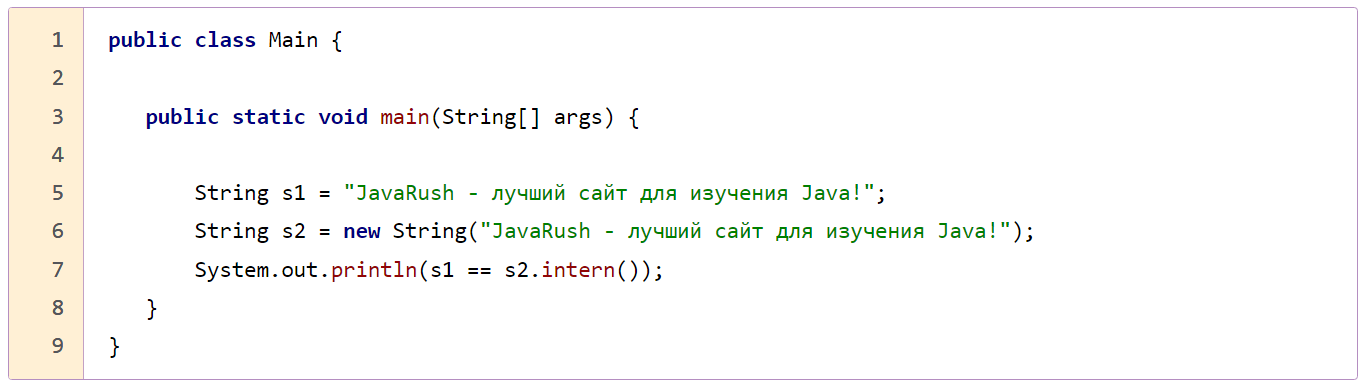 1 public class Main {
2
3 public static void main(String[] args) {
4
5 String s1 = "JavaRush - лучший сайт для изучения Java!";
6 String s2 = new String("JavaRush - лучший сайт для изучения Java!");
7 System.out.println(s1 == s2.intern());
8 }
9 }